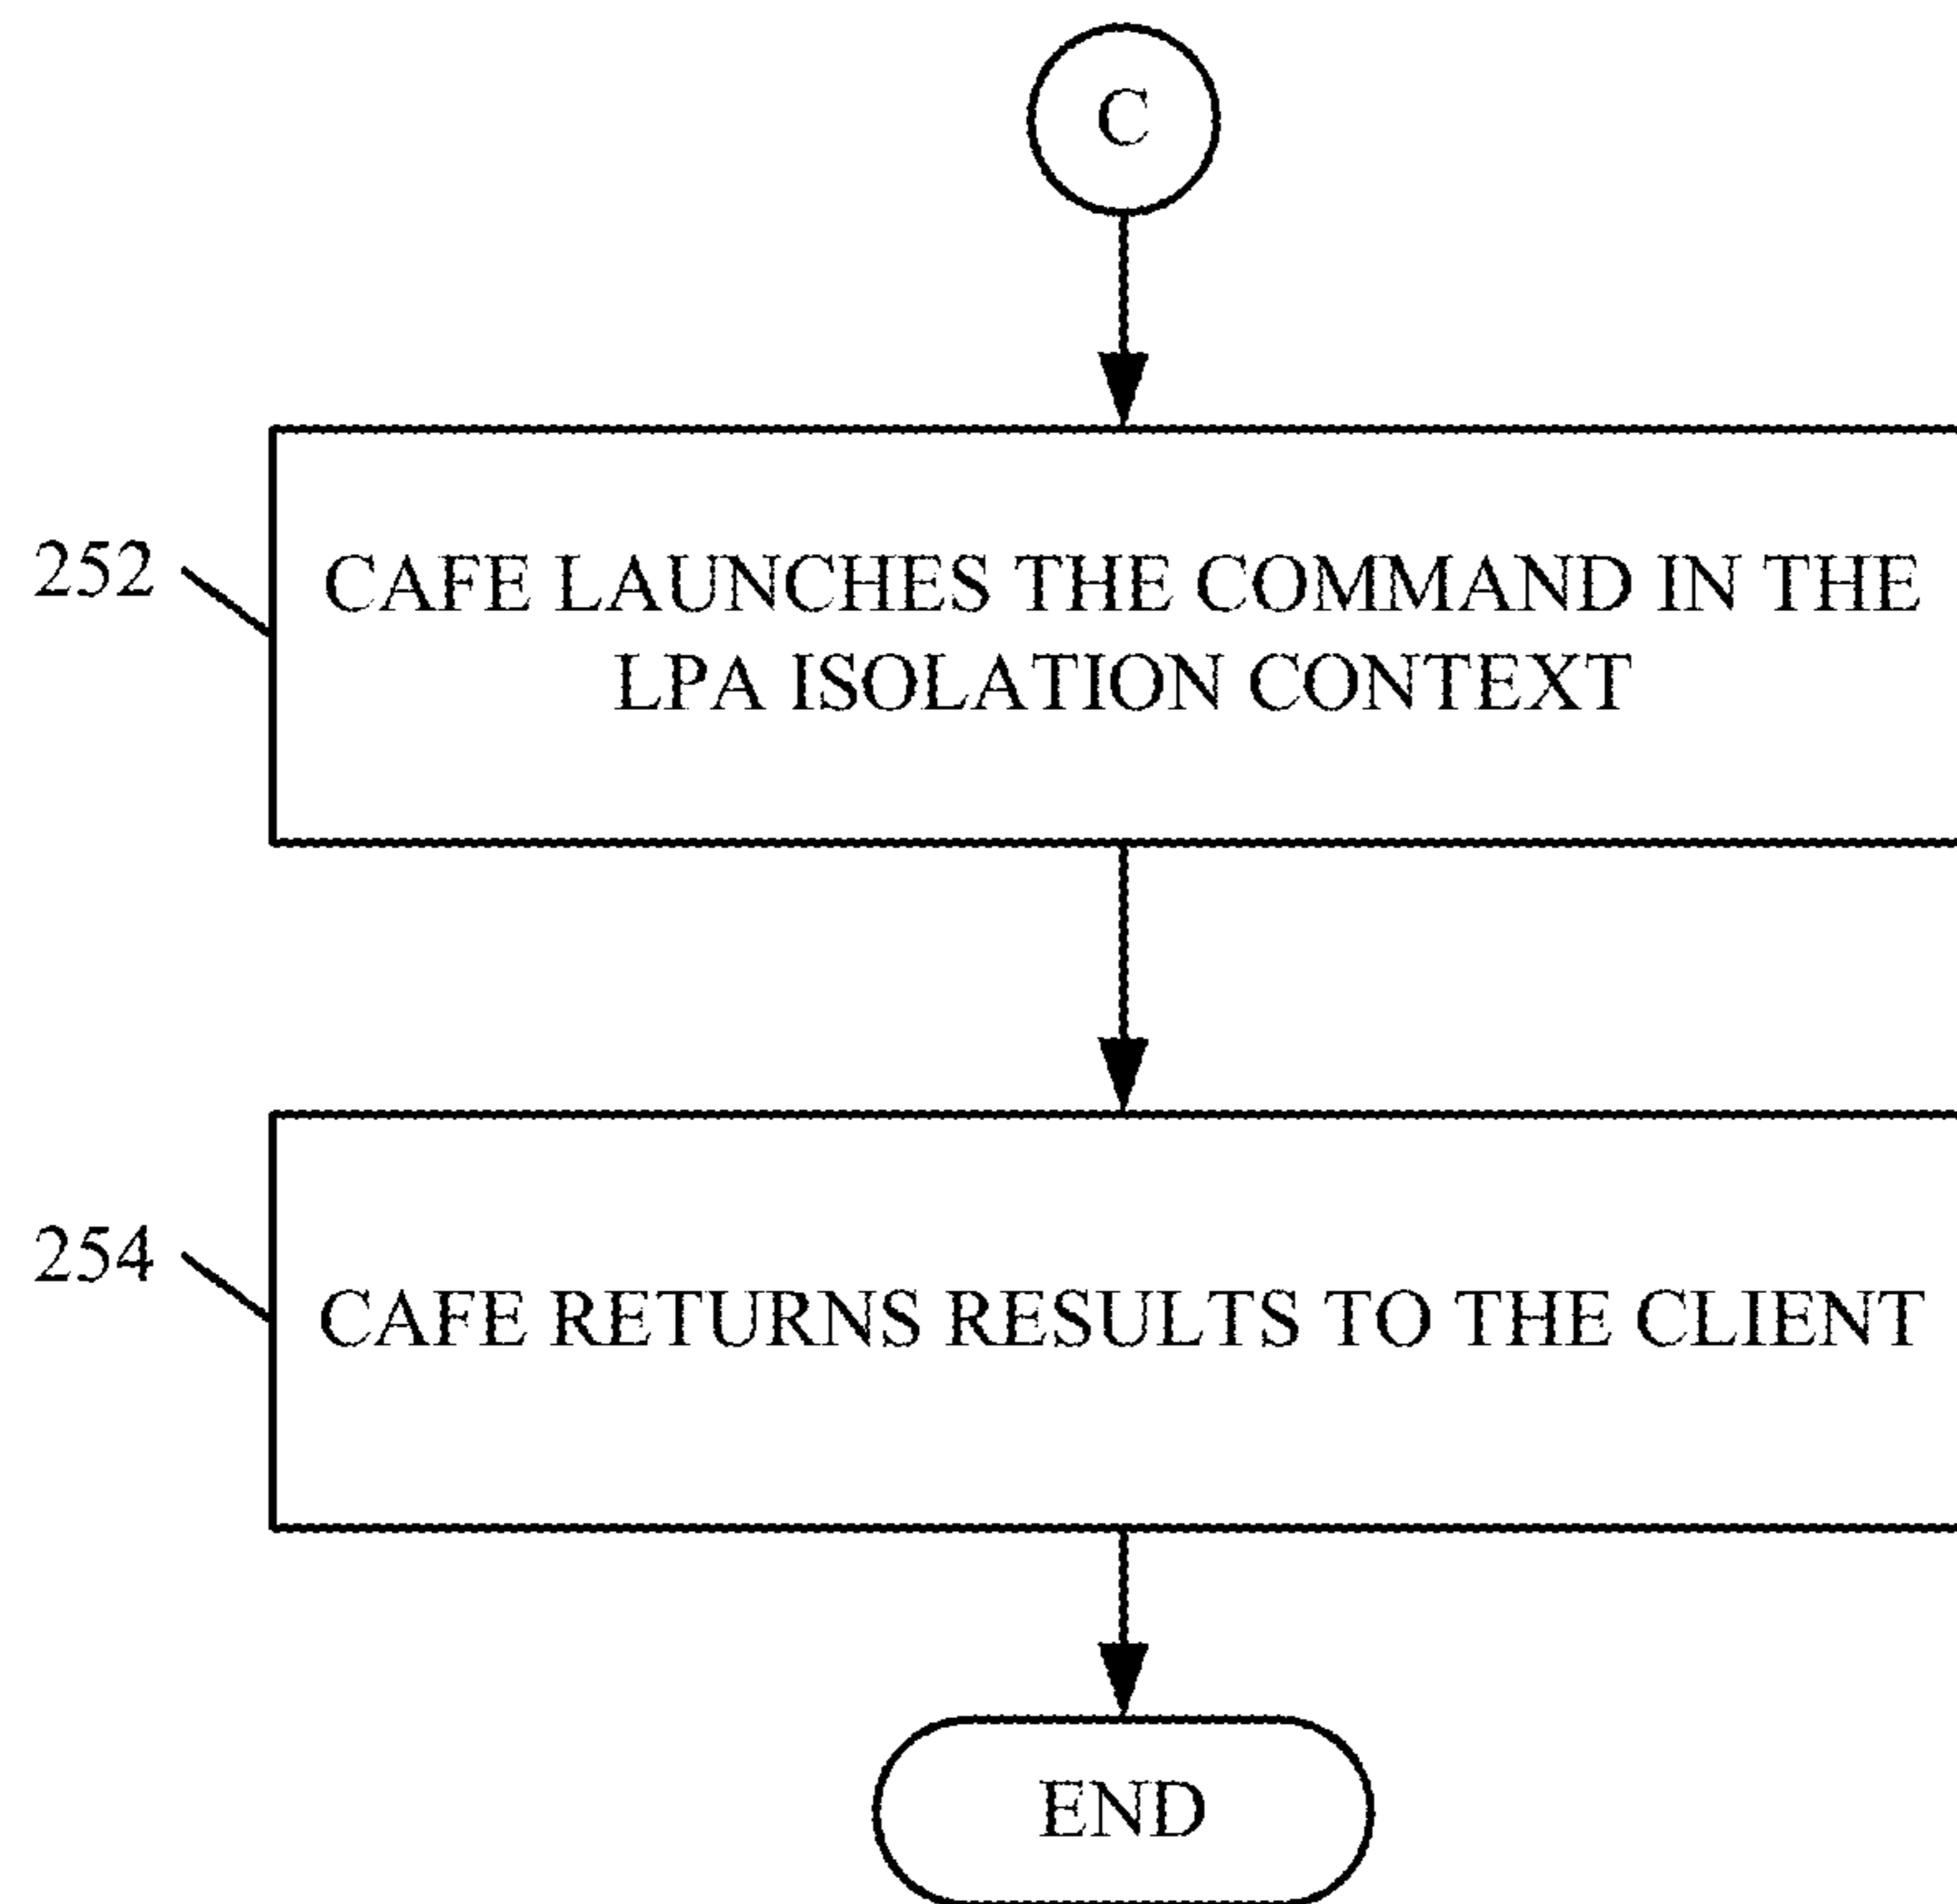 C
252
CAFE LAUNCHES THE COMMAND IN THE
LPA ISOLATION CONTEXT
254
CAFE RETURNS RESULTS TO THE CLIENT
END